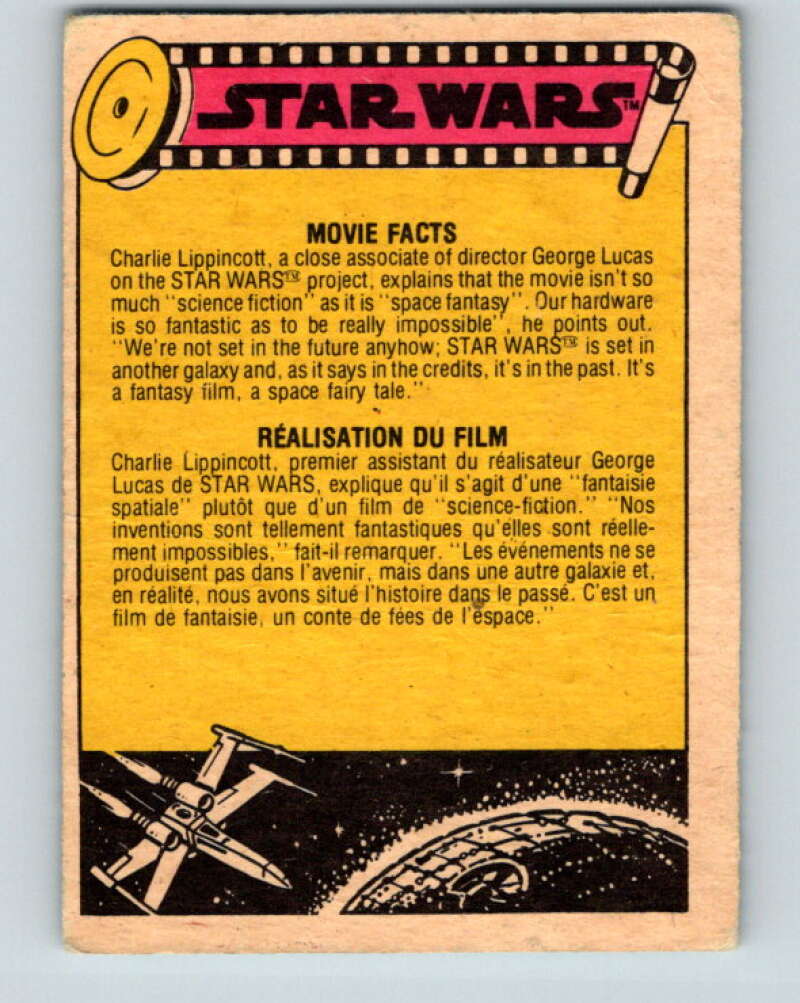 STAR WARS™
MOVIE FACTS
Charlie Lippincott, a close associate of director George Lucas
on the STAR WARS™ project, explains that the movie isn't so
much "science fiction" as it is "space fantasy". Our hardware
is so fantastic as to be really impossible", he points out.
"We're not set in the future anyhow; STAR WARS™ is set in
another galaxy and, as it says in the credits, it's in the past. It's
a fantasy film, a space fairy tale."
RÉALISATION DU FILM
Charlie Lippincott, premier assistant du réalisateur George
Lucas de STAR WARS, explique qu'il s'agit d'une "fantaisie
spatiale" plutôt que d'un film de "science-fiction." "Nos
inventions sont tellement fantastiques qu'elles sont réelle-
ment impossibles," fait-il remarquer. "Les événements ne se
produisent pas dans l'avenir, mais dans une autre galaxie et,
en réalité, nous avons situé l'histoire dans le passé. C'est un
film de fantaisie, un conte de fées de l'espace."